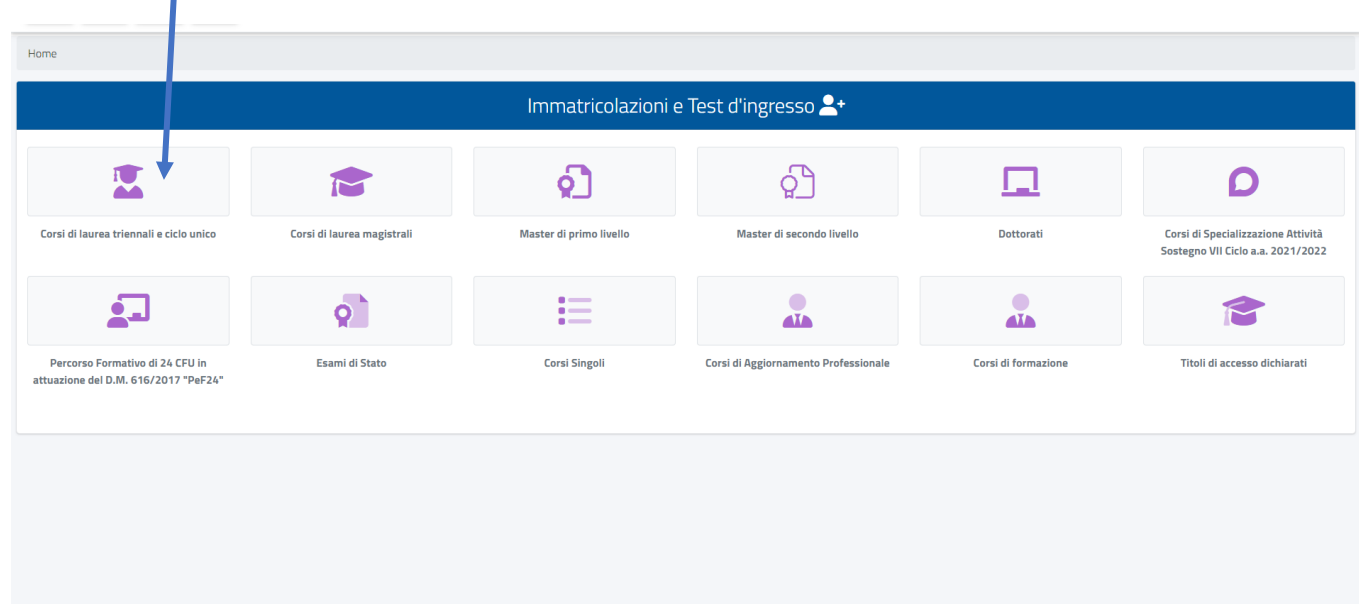 Home
Immatricolazioni e Test d'ingresso
Corsi di laurea triennali e ciclo unico
Corsi di laurea magistrali
Master di primo livello
Master di secondo livello
Dottorati
Corsi di Specializzazione Attività
Sostegno VII Ciclo a.a. 2021/2022
Percorso Formativo di 24 CFU in
attuazione del D.M. 616/2017 "PeF24"
Esami di Stato
Corsi Singoli
Corsi di Aggiornamento Professionale
Corsi di formazione
Titoli di accesso dichiarati